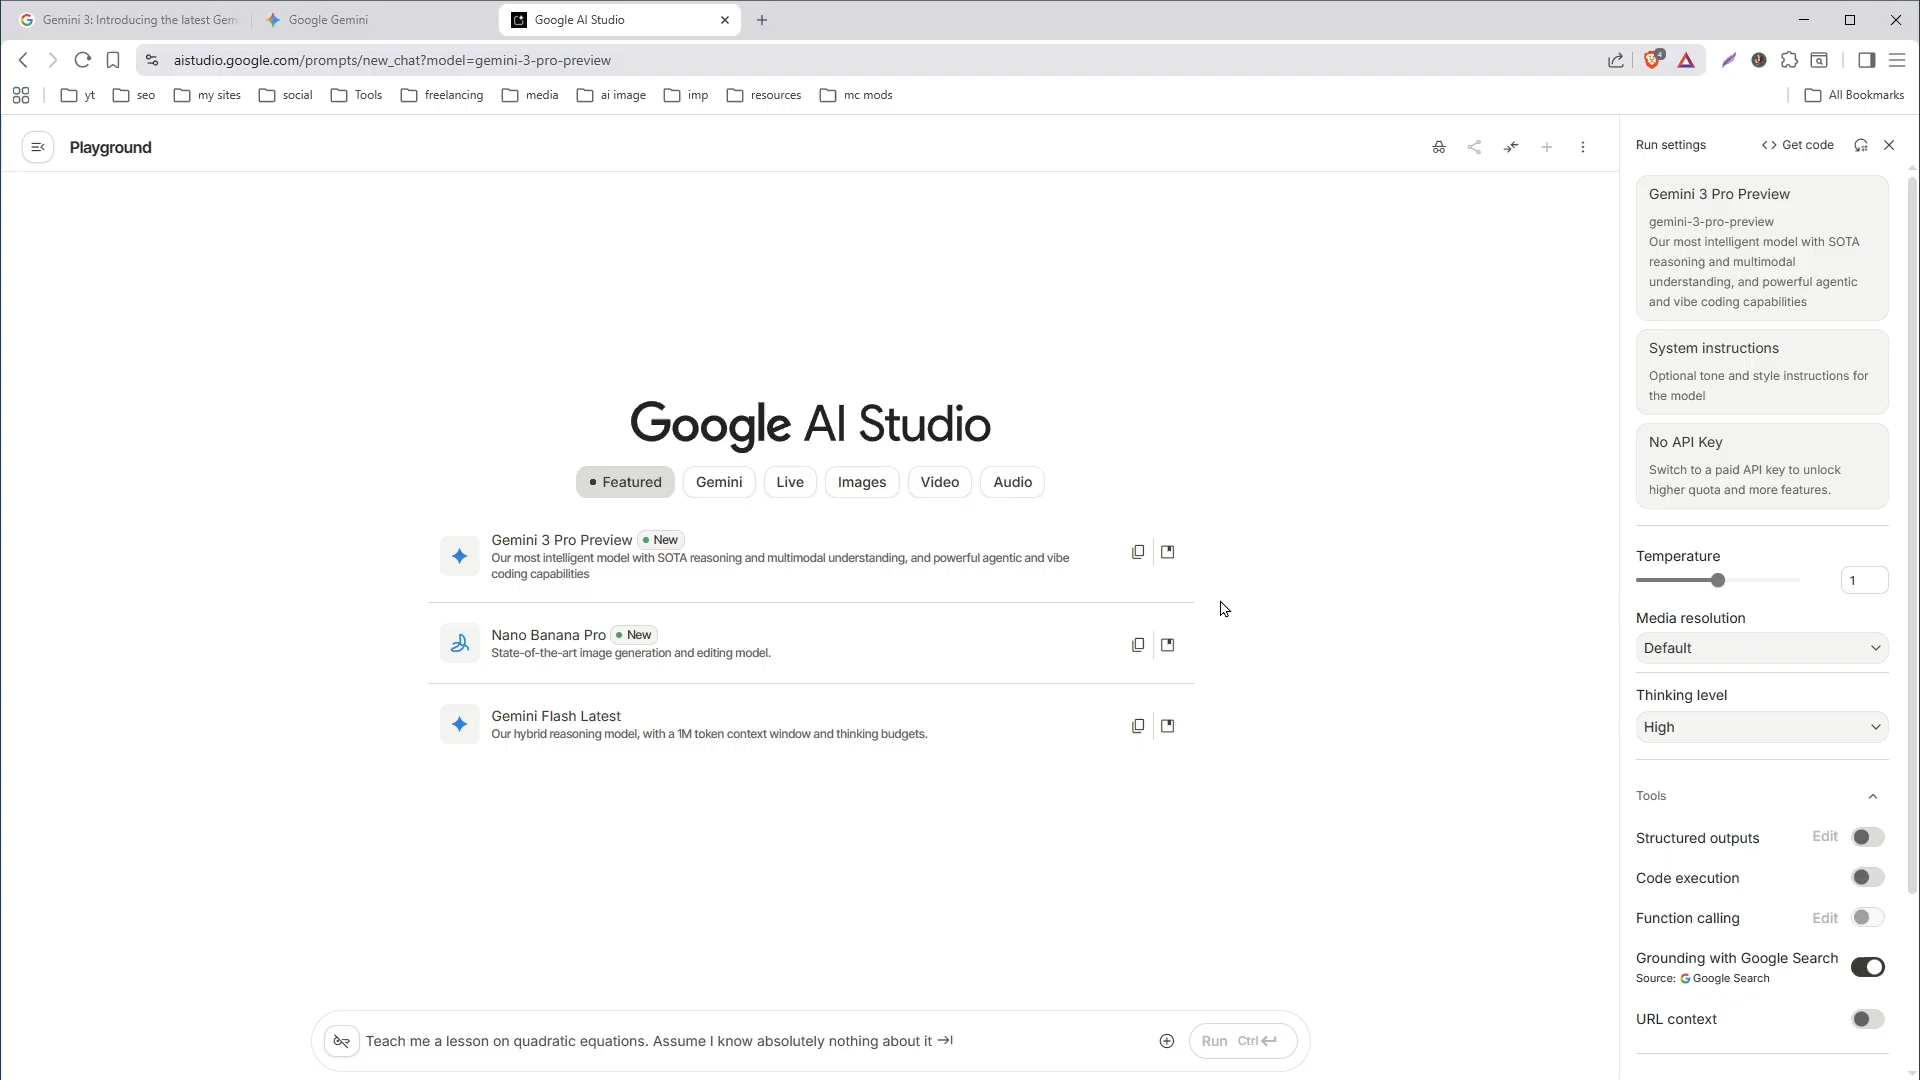 Gemini 3: Introducing the latest Gem
Google Gemini
Google AI Studio
aistudio.google.com/prompts/new_chat?model=gemini-3-pro-preview
4
yt
seo
my sites
social
Tools
freelancing
media
ai image
imp
resources
mc mods
All Bookmarks
Playground
Google AI Studio
Featured
Gemini
Live
Images
Video
Audio
Gemini 3 Pro Preview New
Our most intelligent model with SOTA reasoning and multimodal understanding, and powerful agentic and vibe
coding capabilities
Nano Banana Pro New
State-of-the-art image generation and editing model.
Gemini Flash Latest
Our hybrid reasoning model, with a 1M token context window and thinking budgets.
Teach me a lesson on quadratic equations. Assume I know absolutely nothing about it
Run Ctrl
Run settings
Get code
Gemini 3 Pro Preview
gemini-3-pro-preview
Our most intelligent model with SOTA
reasoning and multimodal
understanding, and powerful agentic
and vibe coding capabilities
System instructions
Optional tone and style instructions for
the model
No API Key
Switch to a paid API key to unlock
higher quota and more features.
Temperature
1
Media resolution
Default
Thinking level
High
Tools
Structured outputs Edit
Code execution
Function calling Edit
Grounding with Google Search
Source: Google Search
URL context